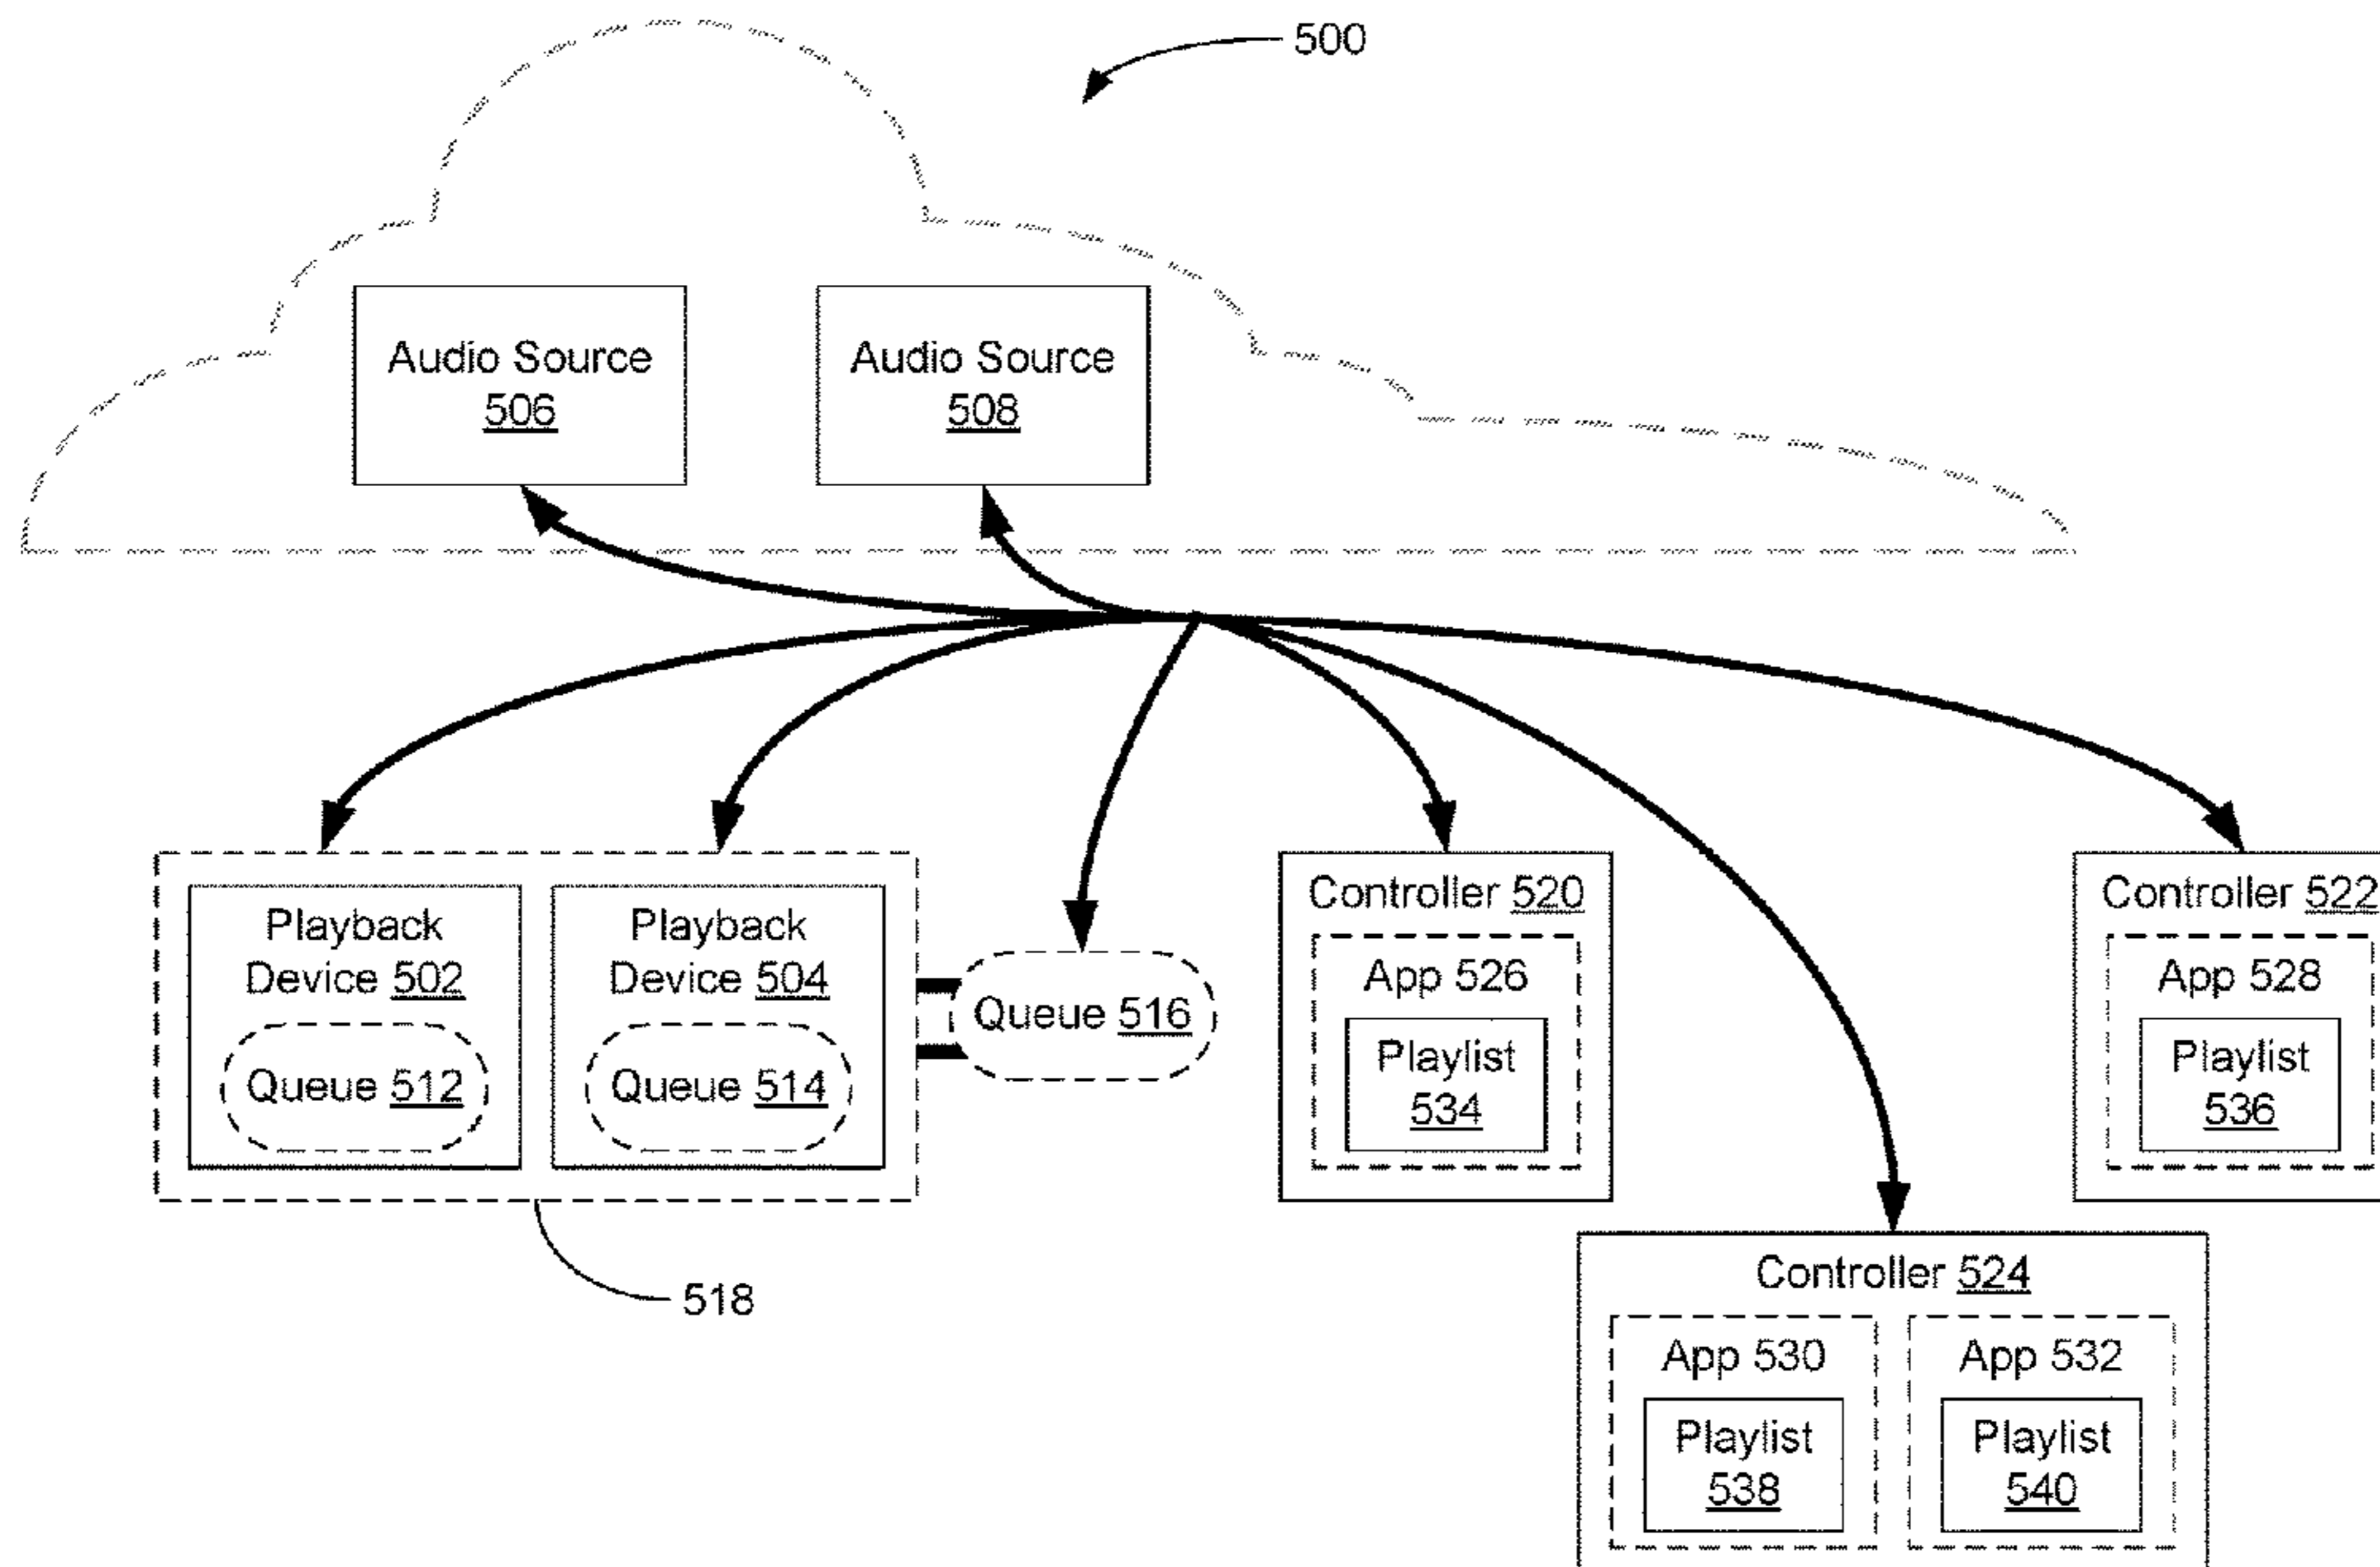 500
Audio Source
506
Audio Source
508
Playback
Device 502
Queue 512
Playback
Device 504
Queue 514
Queue 516
518
Controller 520
App 526
Playlist
534
Controller 522
App 528
Playlist
536
Controller 524
App 530
Playlist
538
App 532
Playlist
540